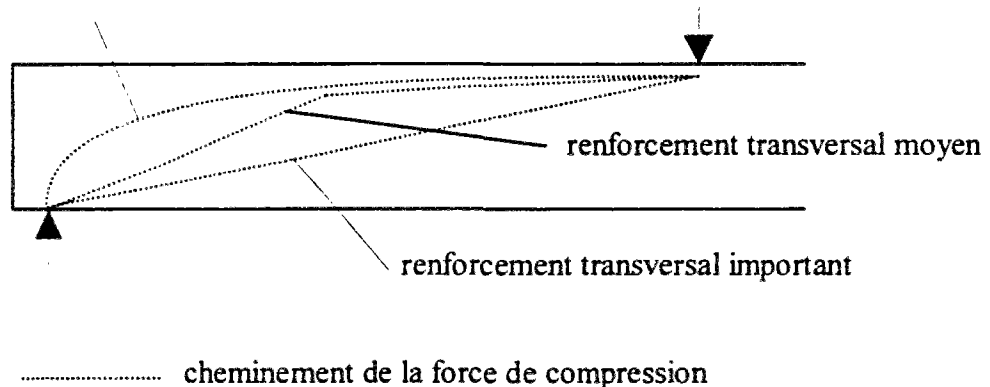 renforcement transversal moyen
renforcement transversal important
cheminement de la force de compression